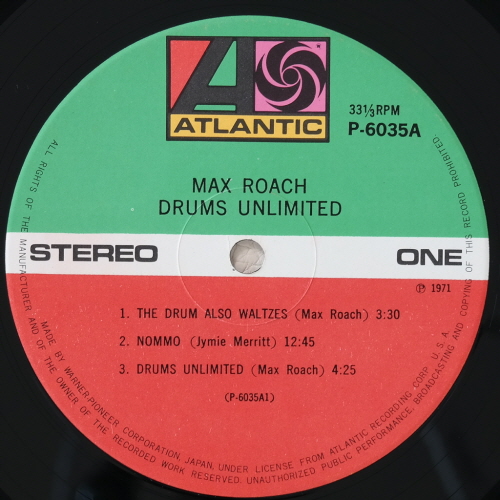 ATLANTIC
33⅓RPM
P-6035A
MAX ROACH
DRUMS UNLIMITED
STEREO
ONE
Ⓟ 1971
1. THE DRUM ALSO WALTZES (Max Roach) 3:30
2. NOMMO (Jymie Merritt) 12:45
3. DRUMS UNLIMITED (Max Roach) 4:25
(P-6035A1)
MADE BY WARNER-PIONEER CORPORATION, JAPAN, UNDER LICENSE FROM ATLANTIC RECORDING CORP. U.S.A.
ALL RIGHTS OF THE MANUFACTURER AND OF THE OWNER OF THE RECORDED WORK RESERVED. UNAUTHORIZED PUBLIC PERFORMANCE, BROADCASTING AND COPYING OF THIS RECORD PROHIBITED.